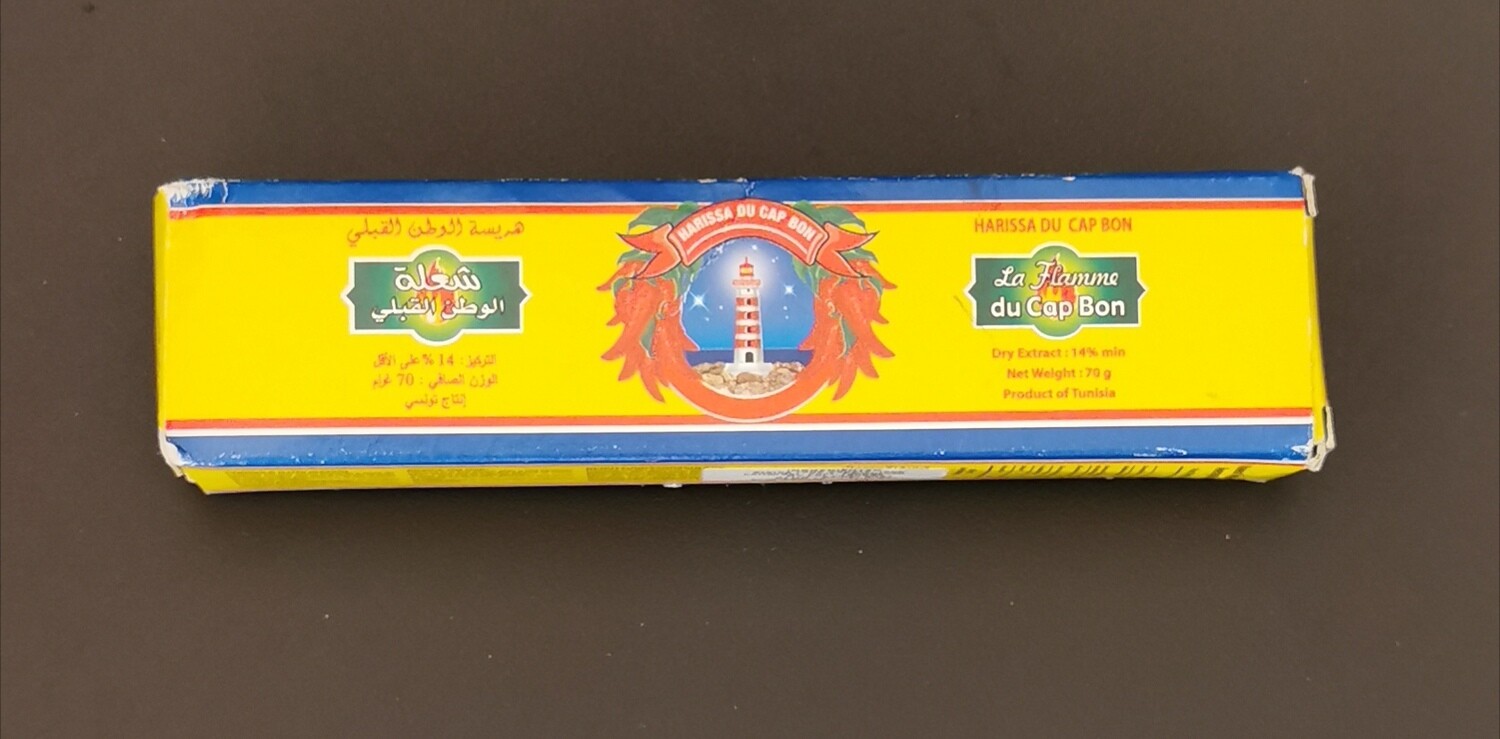 هريسة الوطن القبلي
شعلة
الوطن القبلي
التركيز : 14 % على الأقل
الوزن الصافي : 70 غرام
إنتاج تونسي
HARISSA DU CAP BON
HARISSA DU CAP BON
La Flamme
du Cap Bon
Dry Extract : 14% min
Net Weight : 70 g
Product of Tunisia